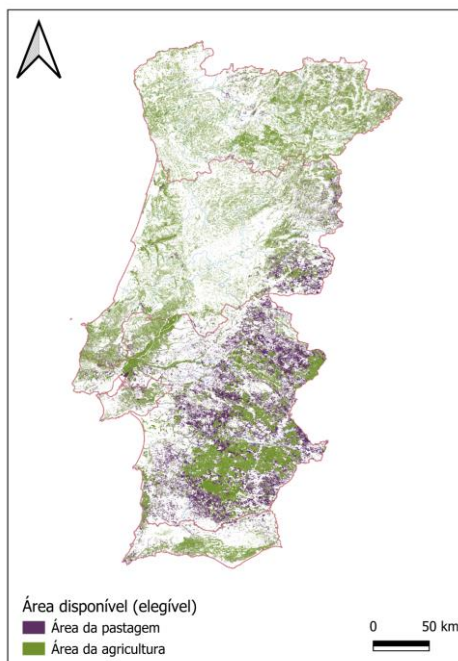 Área disponível (elegível)
Área da pastagem
Área da agricultura
0 50 km